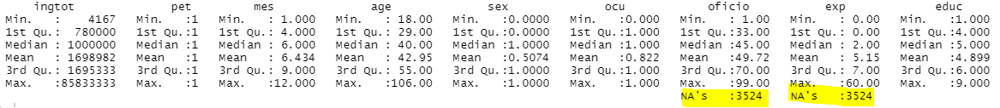 ingtot pet mes age sex ocu oficio exp educ
Min. : 4167 Min. :1 Min. : 1.000 Min. : 18.00 Min. :0.0000 Min. :0.000 Min. : 1.00 Min. : 0.00 Min. :1.000
1st Qu.: 780000 1st Qu.:1 1st Qu.: 4.000 1st Qu.: 29.00 1st Qu.:0.0000 1st Qu.:1.000 1st Qu.:33.00 1st Qu.: 0.00 1st Qu.:4.000
Median : 1000000 Median :1 Median : 6.000 Median : 40.00 Median :1.0000 Median :1.000 Median :45.00 Median : 2.00 Median :5.000
Mean : 1698982 Mean :1 Mean : 6.434 Mean : 42.95 Mean :0.5074 Mean :0.822 Mean :49.72 Mean : 5.15 Mean :4.899
3rd Qu.: 1695333 3rd Qu.:1 3rd Qu.: 9.000 3rd Qu.: 55.00 3rd Qu.:1.0000 3rd Qu.:1.000 3rd Qu.:70.00 3rd Qu.: 7.00 3rd Qu.:6.000
Max. :85833333 Max. :1 Max. :12.000 Max. :106.00 Max. :1.0000 Max. :1.000 Max. :99.00 Max. :60.00 Max. :9.000
NA's :3524 NA's :3524